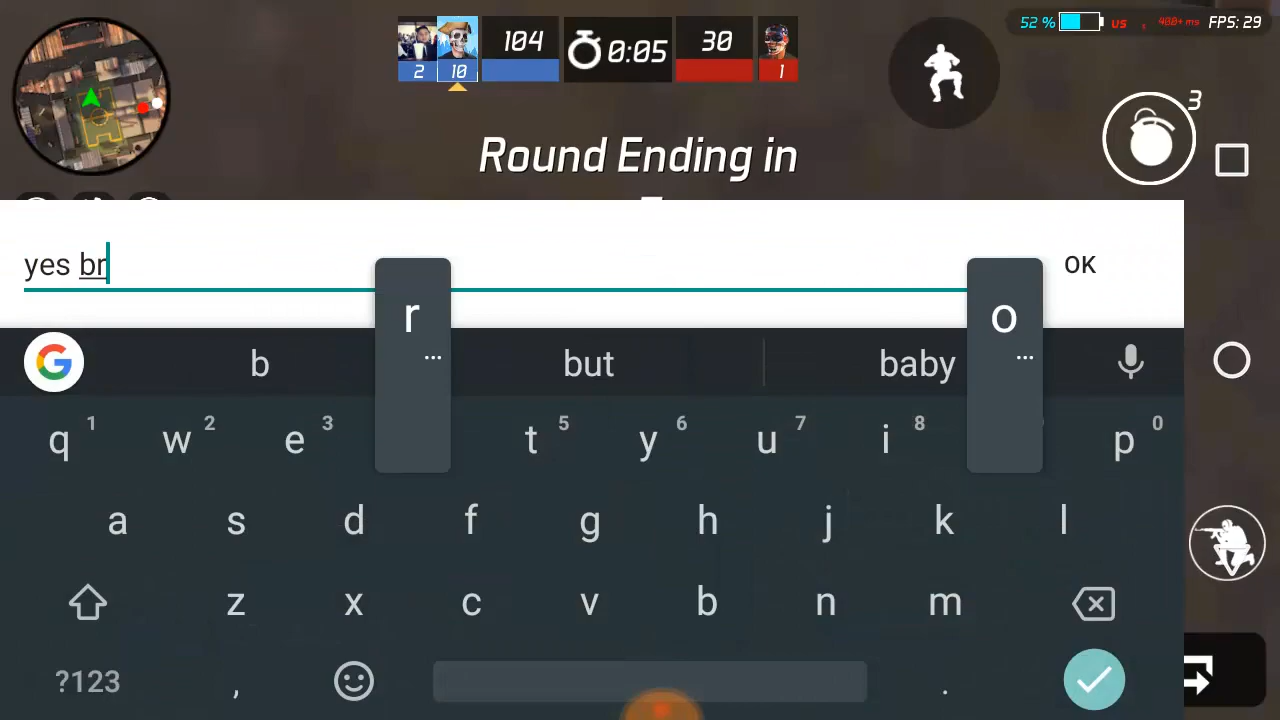 52 % US 400+ms FPS: 29
104 0:05 30
2 10 1
3
Round Ending in
yes br
OK
r o
b but baby
q 1 w 2 e 3 t 5 y 6 u 7 i 8 p 0
a s d f g h j k l
z x c v b n m
?123 , .